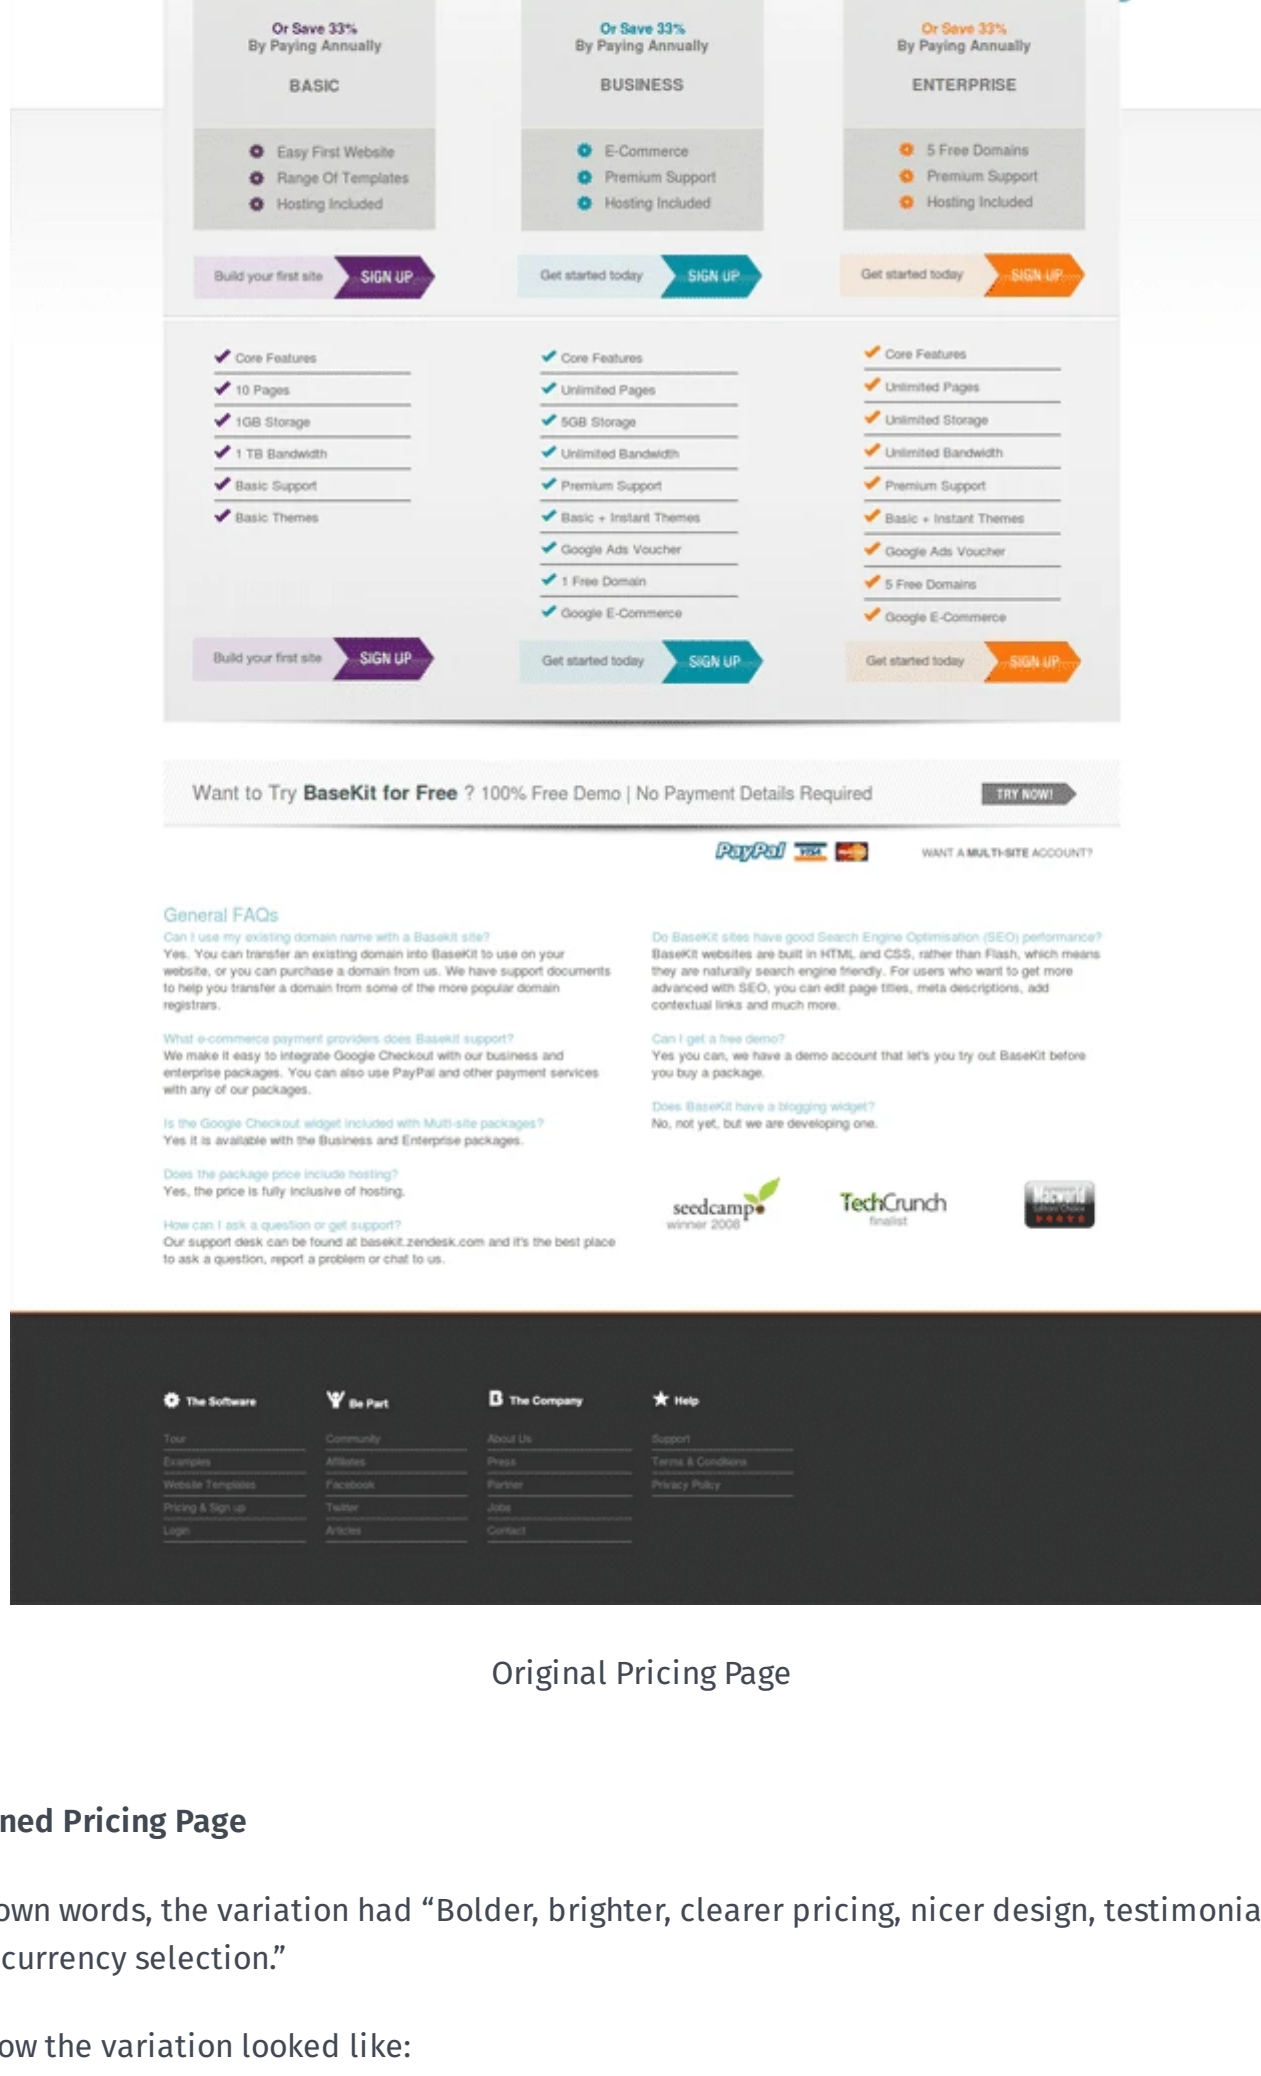 Or Save 33%
By Paying Annually
BASIC
Easy First Website
Range Of Templates
Hosting Included
Build your first site SIGN UP
Or Save 33%
By Paying Annually
BUSINESS
E-Commerce
Premium Support
Hosting Included
Get started today SIGN UP
Or Save 33%
By Paying Annually
ENTERPRISE
5 Free Domains
Premium Support
Hosting Included
Get started today SIGN UP
Core Features
10 Pages
1GB Storage
1 TB Bandwidth
Basic Support
Basic Themes
Build your first site SIGN UP
Core Features
Unlimited Pages
5GB Storage
Unlimited Bandwidth
Premium Support
Basic + Instant Themes
Google Ads Voucher
1 Free Domain
Google E-Commerce
Get started today SIGN UP
Core Features
Unlimited Pages
Unlimited Storage
Unlimited Bandwidth
Premium Support
Basic + Instant Themes
Google Ads Voucher
5 Free Domains
Google E-Commerce
Get started today SIGN UP
Want to Try BaseKit for Free ? 100% Free Demo | No Payment Details Required TRY NOW!
PayPal VISA MasterCard WANT A MULTI-SITE ACCOUNT?
General FAQs
Can I use my existing domain name with a Basekit site?
Yes. You can transfer an existing domain into BaseKit to use on your
website, or you can purchase a domain from us. We have support documents
to help you transfer a domain from some of the more popular domain
registrars.
What e-commerce payment providers does Basekit support?
We make it easy to integrate Google Checkout with our business and
enterprise packages. You can also use PayPal and other payment services
with any of our packages.
Is the Google Checkout widget included with Multi-site packages?
Yes it is available with the Business and Enterprise packages.
Does the package price include hosting?
Yes, the price is fully inclusive of hosting.
How can I ask a question or get support?
Our support desk can be found at basekit.zendesk.com and it's the best place
to ask a question, report a problem or chat to us.
Do BaseKit sites have good Search Engine Optimisation (SEO) performance?
BaseKit websites are built in HTML and CSS, rather than Flash, which means
they are naturally search engine friendly. For users who want to get more
advanced with SEO, you can edit page titles, meta descriptions, add
contextual links and much more.
Can I get a free demo?
Yes you can, we have a demo account that let's you try out BaseKit before
you buy a package.
Does BaseKit have a blogging widget?
No, not yet, but we are developing one.
seedcamp
winner 2008
TechCrunch
finalist
Macworld
Editors' Choice
The Software
Tour
Examples
Website Templates
Pricing & Sign up
Login
Be Part
Community
Affiliates
Facebook
Twitter
Articles
The Company
About Us
Press
Partner
Jobs
Contact
Help
Support
Terms & Conditions
Privacy Policy
Original Pricing Page
ned Pricing Page
own words, the variation had “Bolder, brighter, clearer pricing, nicer design, testimonia
currency selection.”
ow the variation looked like: